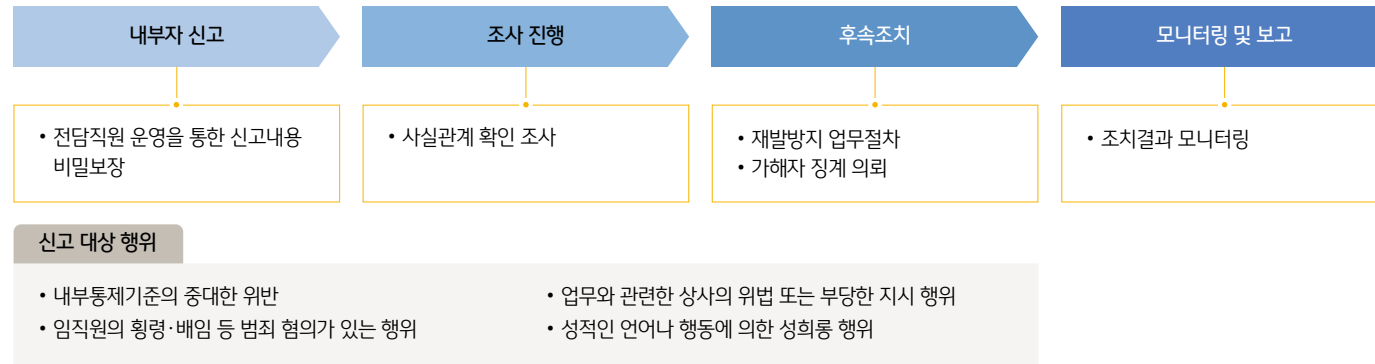 내부자 신고
조사 진행
후속조치
모니터링 및 보고
• 전담직원 운영을 통한 신고내용
비밀보장
• 사실관계 확인 조사
• 재발방지 업무절차
• 가해자 징계 의뢰
• 조치결과 모니터링
신고 대상 행위
• 내부통제기준의 중대한 위반
• 임직원의 횡령·배임 등 범죄 혐의가 있는 행위
• 업무와 관련한 상사의 위법 또는 부당한 지시 행위
• 성적인 언어나 행동에 의한 성희롱 행위